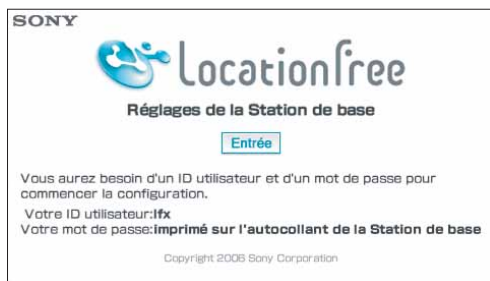 SONY
LocationFree
Réglages de la Station de base
Entrée
Vous aurez besoin d'un ID utilisateur et d'un mot de passe pour
commencer la configuration.
Votre ID utilisateur:lfx
Votre mot de passe:imprimé sur l'autocollant de la Station de base
Copyright 2006 Sony Corporation